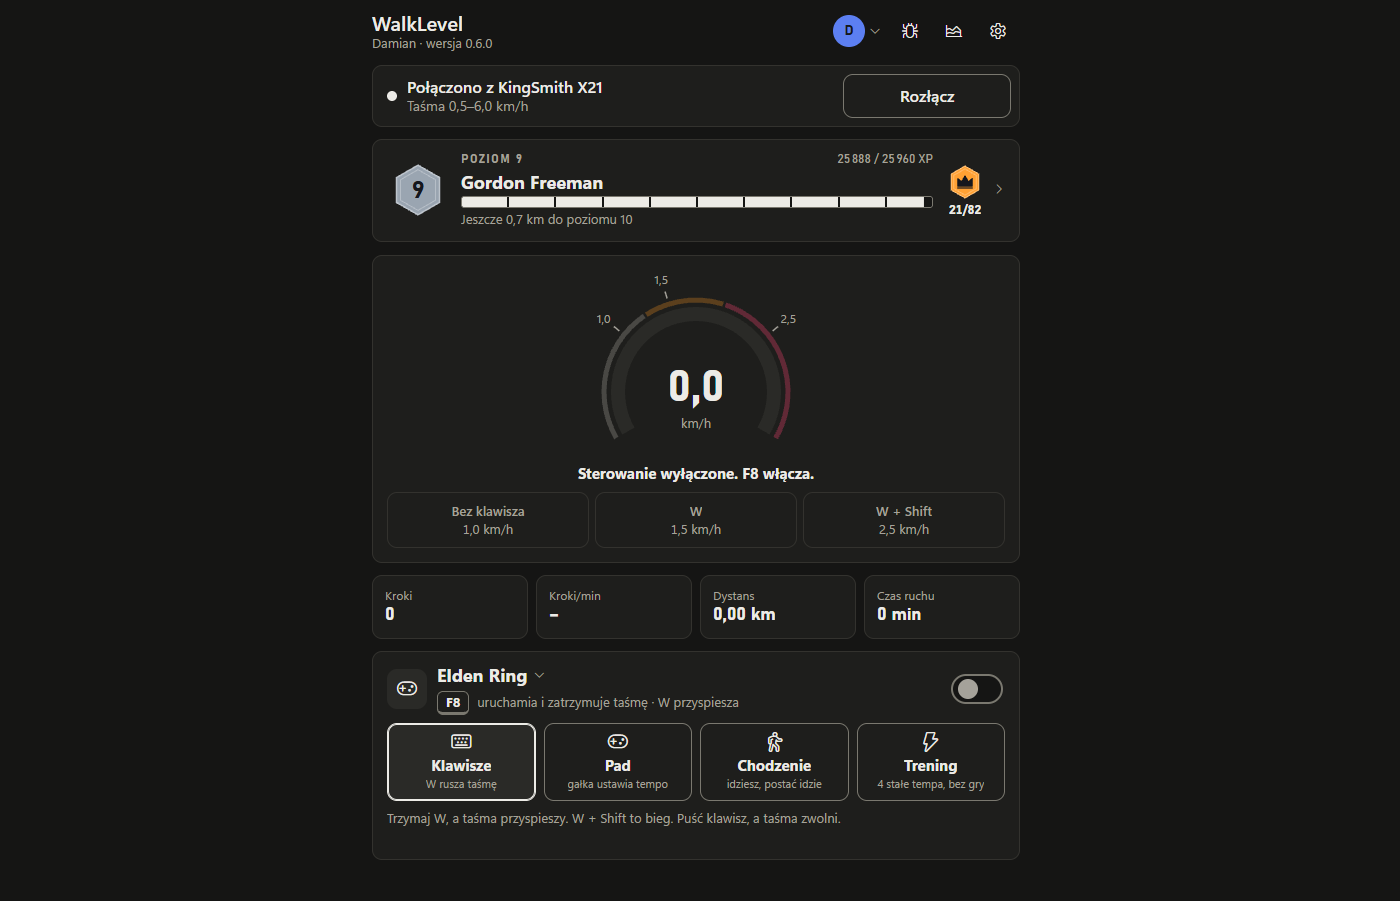 WalkLevel
Damian · wersja 0.6.0
D
Połączono z KingSmith X21
Taśma 0,5–6,0 km/h
Rozłącz
9
POZIOM 9
25 888 / 25 960 XP
Gordon Freeman
Jeszcze 0,7 km do poziomu 10
21/82
1,5
1,0
2,5
0,0
km/h
Sterowanie wyłączone. F8 włącza.
Bez klawisza
1,0 km/h
W
1,5 km/h
W + Shift
2,5 km/h
Kroki
0
Kroki/min
–
Dystans
0,00 km
Czas ruchu
0 min
Elden Ring
F8 uruchamia i zatrzymuje taśmę · W przyspiesza
Klawisze
W rusza taśmę
Pad
gałka ustawia tempo
Chodzenie
idziesz, postać idzie
Trening
4 stałe tempa, bez gry
Trzymaj W, a taśma przyspieszy. W + Shift to bieg. Puść klawisz, a taśma zwolni.